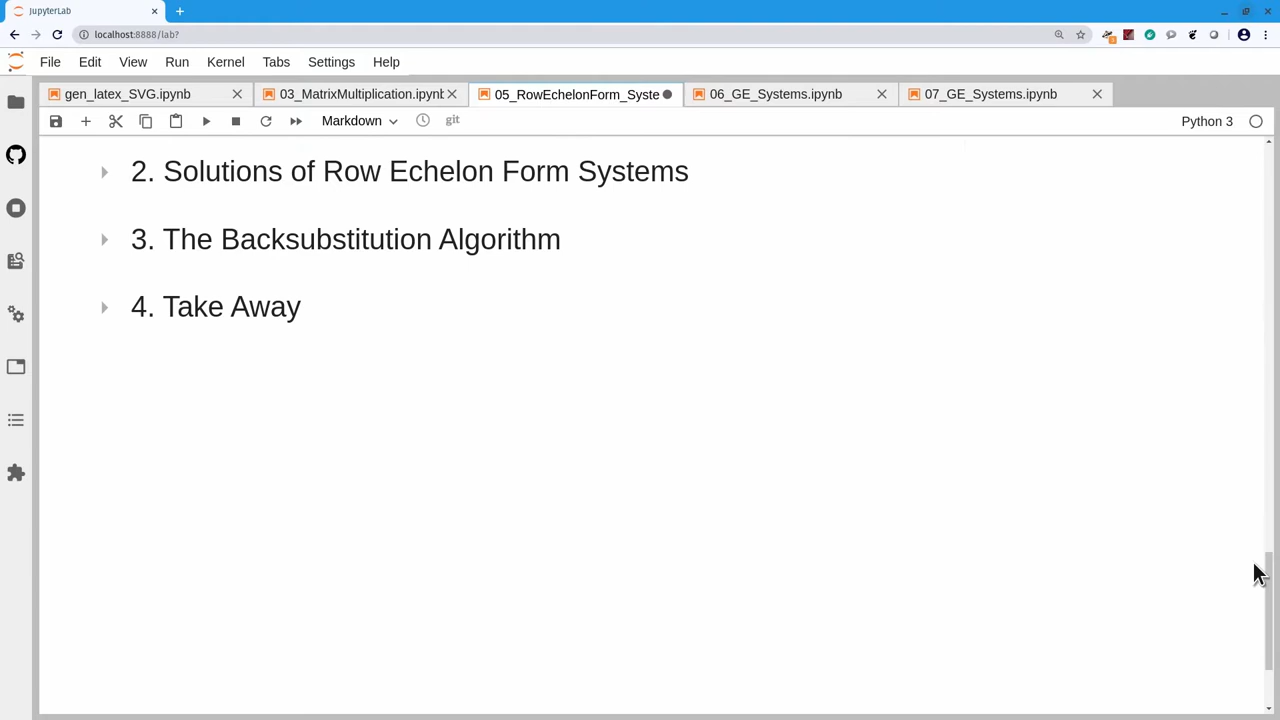 JupyterLab
localhost:8888/lab?
File Edit View Run Kernel Tabs Settings Help
gen_latex_SVG.ipynb 03_MatrixMultiplication.ipynb 05_RowEchelonForm_Syste 06_GE_Systems.ipynb 07_GE_Systems.ipynb
Markdown git Python 3
2. Solutions of Row Echelon Form Systems
3. The Backsubstitution Algorithm
4. Take Away